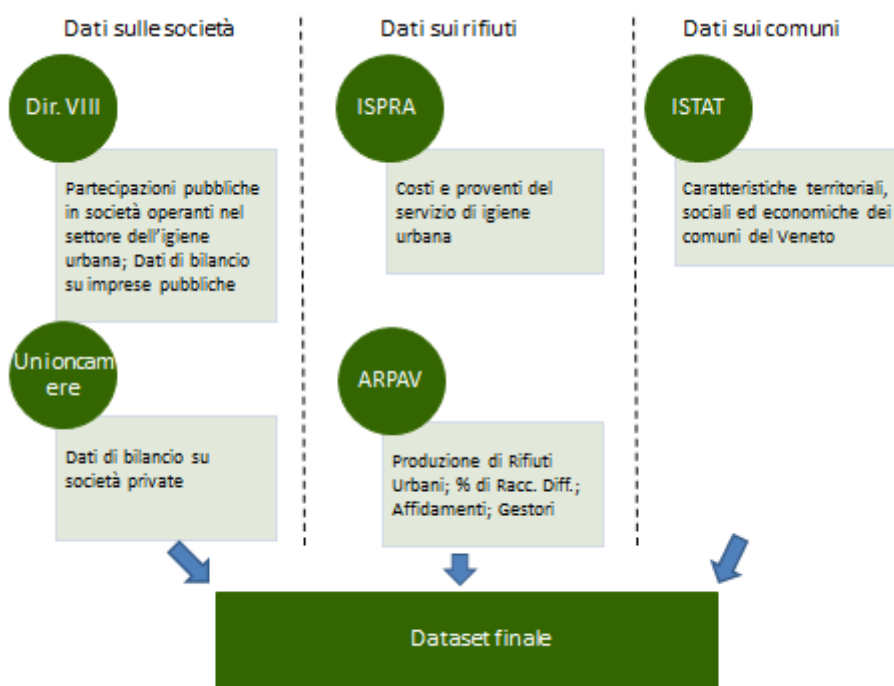 Dati sulle società
Dir. VIII
Partecipazioni pubbliche
in società operanti nel
settore dell'igiene
urbana; Dati di bilancio
su imprese pubbliche
Unioncam
ere
Dati di bilancio su
società private
Dati sui rifiuti
ISPRA
Costi e proventi del
servizio di igiene
urbana
ARPAV
Produzione di Rifiuti
Urbani; % di Racc. Diff.;
Affidamenti; Gestori
Dati sui comuni
ISTAT
Caratteristiche territoriali,
sociali ed economiche dei
comuni del Veneto
Dataset finale